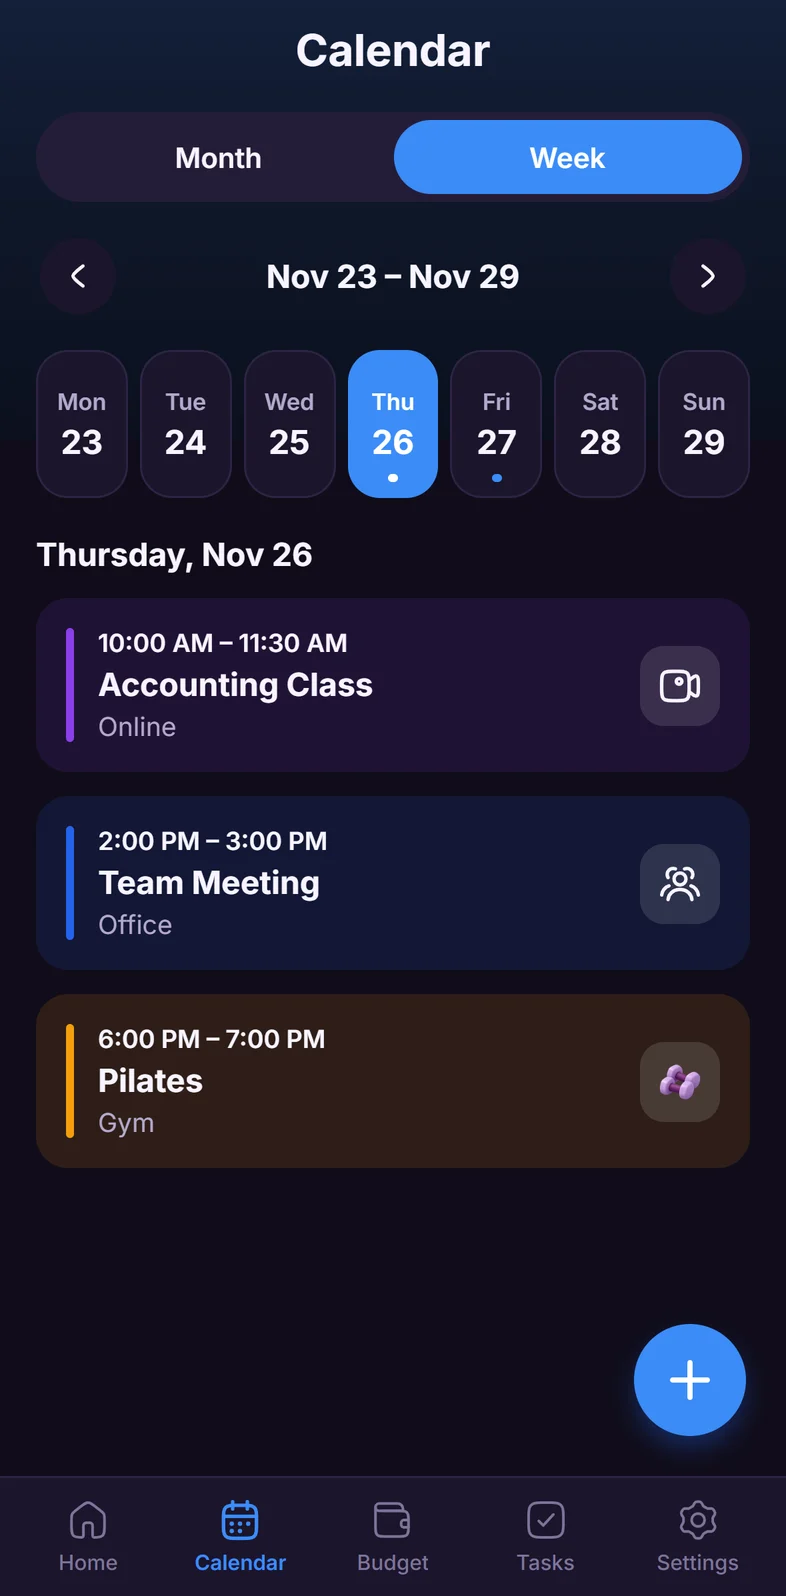 Calendar
Month Week
Nov 23 – Nov 29
Mon Tue Wed Thu Fri Sat Sun
23 24 25 26 27 28 29
Thursday, Nov 26
10:00 AM – 11:30 AM
Accounting Class
Online
2:00 PM – 3:00 PM
Team Meeting
Office
6:00 PM – 7:00 PM
Pilates
Gym
Home Calendar Budget Tasks Settings